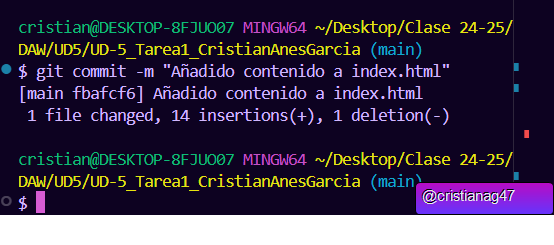 cristian@DESKTOP-8FJUO07 MINGW64 ~/Desktop/Clase 24-25/
DAW/UD5/UD-5_Tarea1_CristianAnesGarcia (main)
$ git commit -m "Añadido contenido a index.html"
[main fbafcf6] Añadido contenido a index.html
1 file changed, 14 insertions(+), 1 deletion(-)
cristian@DESKTOP-8FJUO07 MINGW64 ~/Desktop/Clase 24-25/
DAW/UD5/UD-5_Tarea1_CristianAnesGarcia (main)
$
@cristianag47